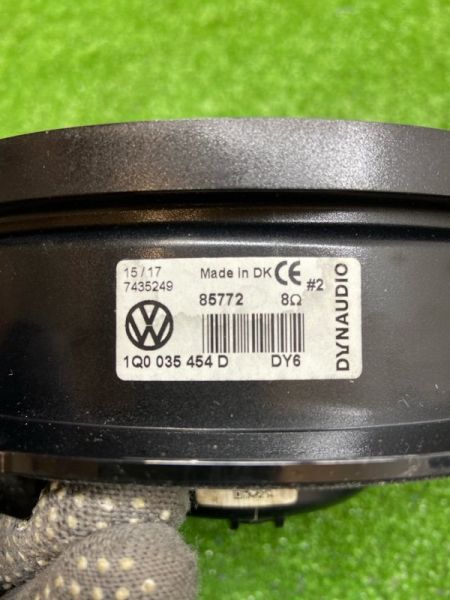 15/17 Made in DK CE
7435249 #2
85772 8Ω
1Q0 035 454 D DY6
DYNAUDIO